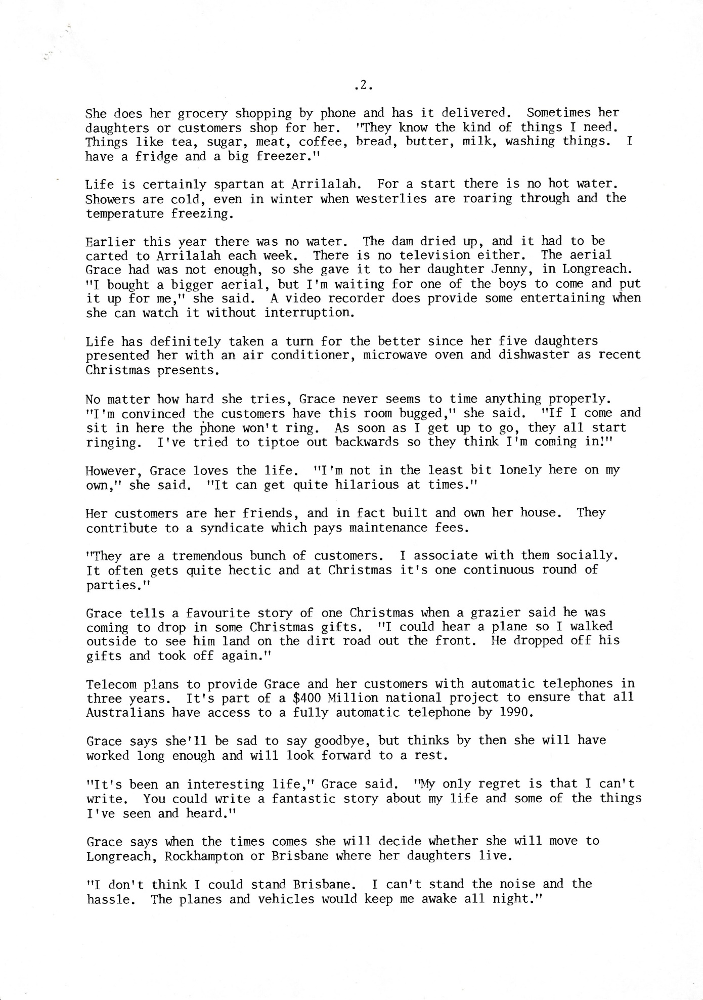 .2.
She does her grocery shopping by phone and has it delivered.  Sometimes her
daughters or customers shop for her.  "They know the kind of things I need.
Things like tea, sugar, meat, coffee, bread, butter, milk, washing things.  I
have a fridge and a big freezer."
Life is certainly spartan at Arrilalah.  For a start there is no hot water.
Showers are cold, even in winter when westerlies are roaring through and the
temperature freezing.
Earlier this year there was no water.  The dam dried up, and it had to be
carted to Arrilalah each week.  There is no television either.  The aerial
Grace had was not enough, so she gave it to her daughter Jenny, in Longreach.
"I bought a bigger aerial, but I'm waiting for one of the boys to come and put
it up for me," she said.  A video recorder does provide some entertaining when
she can watch it without interruption.
Life has definitely taken a turn for the better since her five daughters
presented her with an air conditioner, microwave oven and dishwaster as recent
Christmas presents.
No matter how hard she tries, Grace never seems to time anything properly.
"I'm convinced the customers have this room bugged," she said.  "If I come and
sit in here the phone won't ring.  As soon as I get up to go, they all start
ringing.  I've tried to tiptoe out backwards so they think I'm coming in!"
However, Grace loves the life.  "I'm not in the least bit lonely here on my
own," she said.  "It can get quite hilarious at times."
Her customers are her friends, and in fact built and own her house.  They
contribute to a syndicate which pays maintenance fees.
"They are a tremendous bunch of customers.  I associate with them socially.
It often gets quite hectic and at Christmas it's one continuous round of
parties."
Grace tells a favourite story of one Christmas when a grazier said he was
coming to drop in some Christmas gifts.  "I could hear a plane so I walked
outside to see him land on the dirt road out the front.  He dropped off his
gifts and took off again."
Telecom plans to provide Grace and her customers with automatic telephones in
three years.  It's part of a $400 Million national project to ensure that all
Australians have access to a fully automatic telephone by 1990.
Grace says she'll be sad to say goodbye, but thinks by then she will have
worked long enough and will look forward to a rest.
"It's been an interesting life," Grace said.  "My only regret is that I can't
write.  You could write a fantastic story about my life and some of the things
I've seen and heard."
Grace says when the times comes she will decide whether she will move to
Longreach, Rockhampton or Brisbane where her daughters live.
"I don't think I could stand Brisbane.  I can't stand the noise and the
hassle.  The planes and vehicles would keep me awake all night."